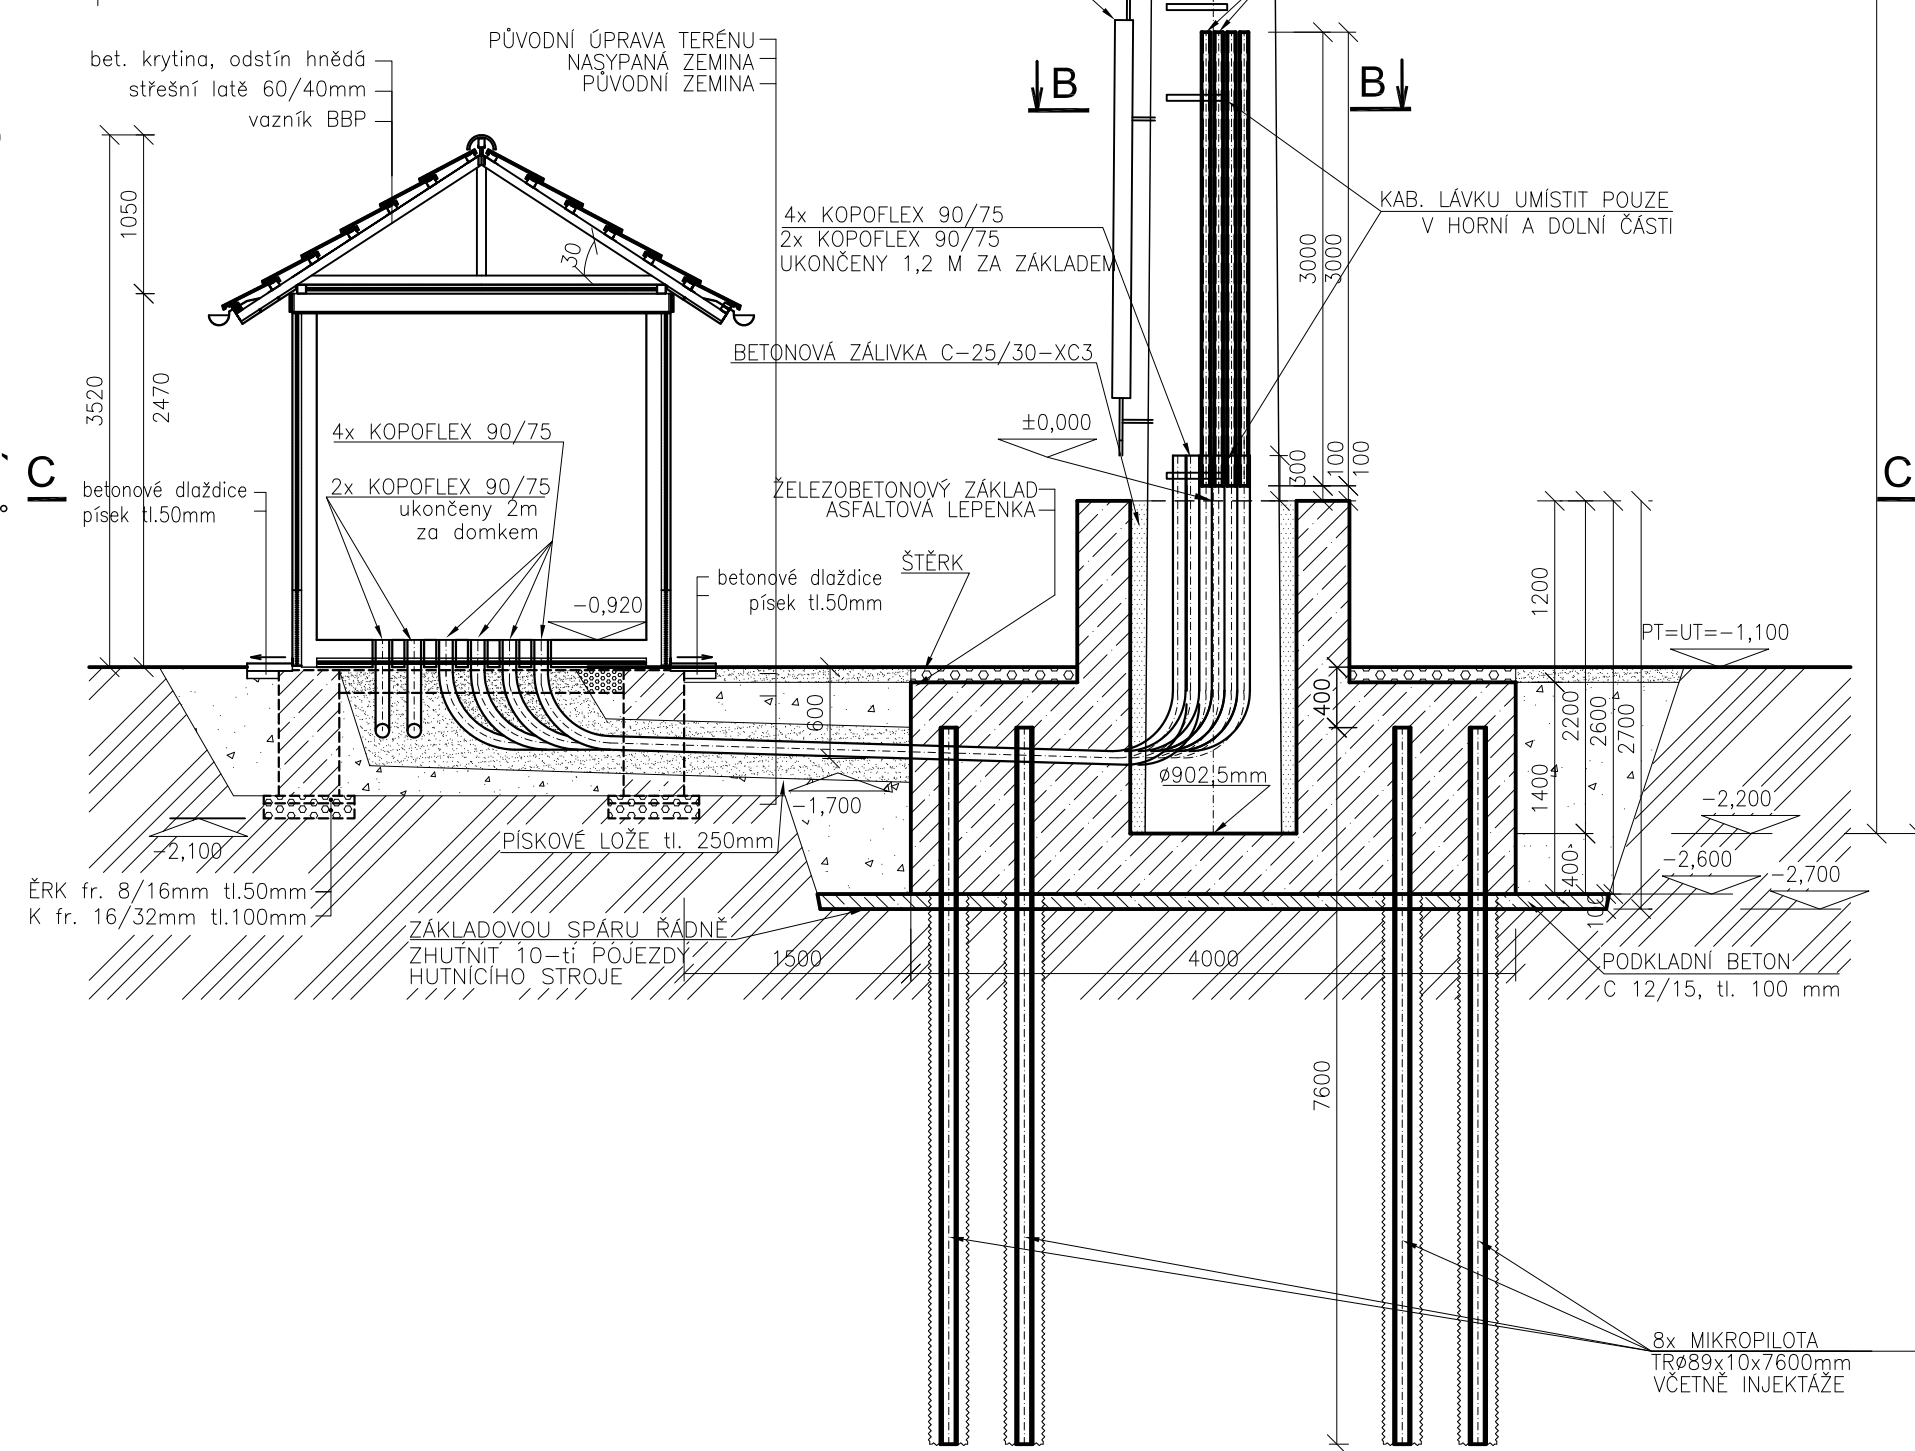 bet. krytina, odstín hnědá
střešní latě 60/40mm
vazník BBP
PŮVODNÍ ÚPRAVA TERÉNU
NASYPANÁ ZEMINA
PŮVODNÍ ZEMINA
B
B
1050
3520
2470
30
4x KOPOFLEX 90/75
2x KOPOFLEX 90/75
UKONČENY 1,2 M ZA ZÁKLADEM
KAB. LÁVKU UMÍSTIT POUZE
V HORNÍ A DOLNÍ ČÁSTI
3000
3000
BETONOVÁ ZÁLIVKA C-25/30-XC3
±0,000
300
100
100
4x KOPOFLEX 90/75
2x KOPOFLEX 90/75
ukončeny 2m
za domkem
C
C
betonové dlaždice
písek tl.50mm
ŽELEZOBETONOVÝ ZÁKLAD
ASFALTOVÁ LEPENKA
ŠTĚRK
betonové dlaždice
písek tl.50mm
-0,920
1200
PT=UT=-1,100
600
400
2200
2600
2700
1400
Ø902,5mm
-1,700
-2,200
-2,100
PÍSKOVÉ LOŽE tl. 250mm
400
-2,600
-2,700
100
ĚRK fr. 8/16mm tl.50mm
K fr. 16/32mm tl.100mm
ZÁKLADOVOU SPÁRU ŘÁDNĚ
ZHUTNIT 10-ti POJEZDY
HUTNÍCÍHO STROJE
1500
4000
PODKLADNÍ BETON
C 12/15, tl. 100 mm
7600
8x MIKROPILOTA
TRØ89x10x7600mm
VČETNĚ INJEKTÁŽE